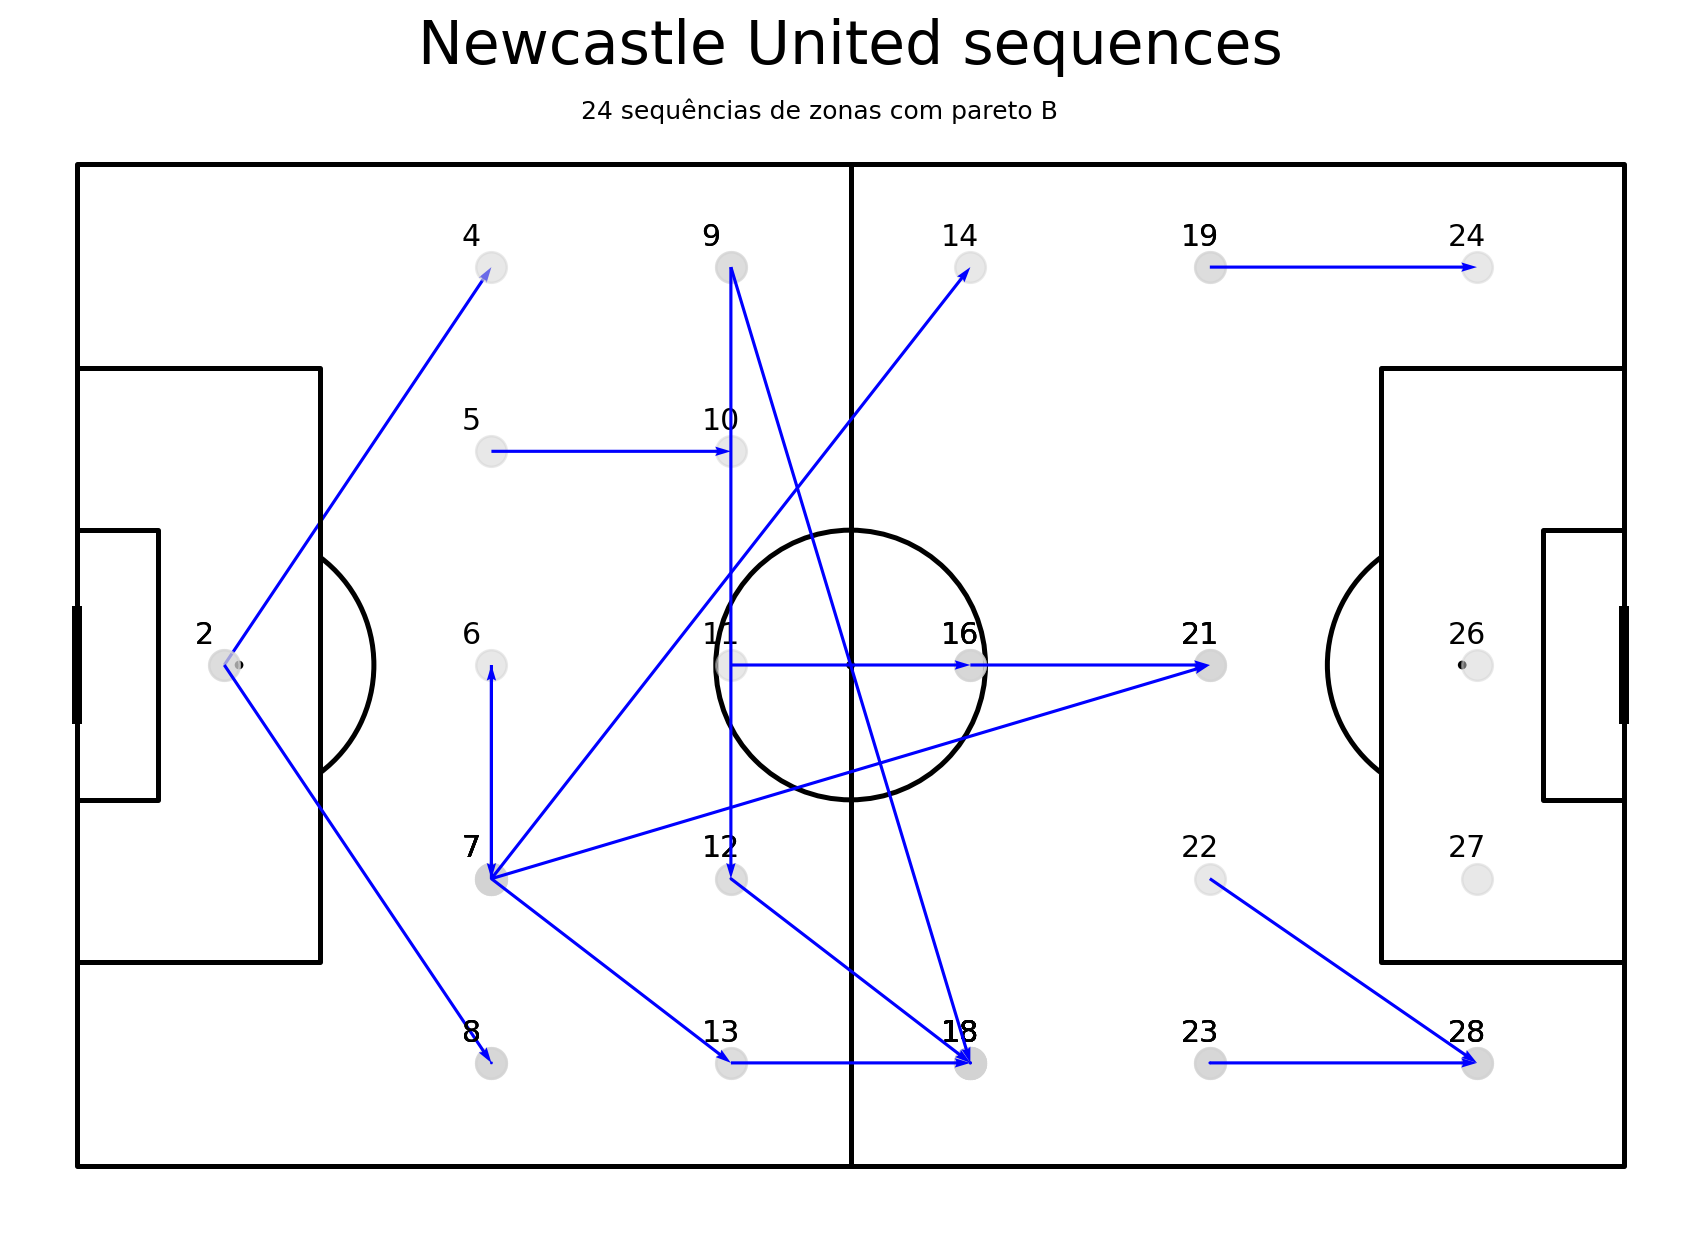 Newcastle United sequences
24 sequências de zonas com pareto B
4 9 14 19 24
5 10
2 6 11 16 21 26
7 12 22 27
8 13 18 23 28